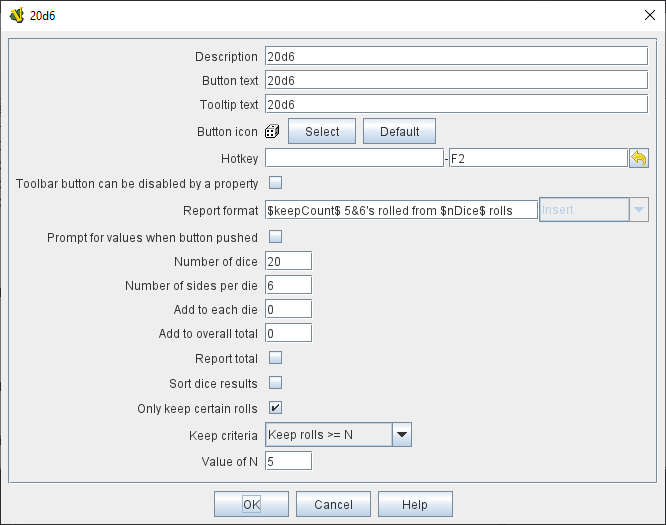 20d6
Description 20d6
Button text 20d6
Tooltip text 20d6
Button icon Select Default
Hotkey - F2
Toolbar button can be disabled by a property
Report format $keepCount$ 5&6's rolled from $nDice$ rolls Insert
Prompt for values when button pushed
Number of dice 20
Number of sides per die 6
Add to each die 0
Add to overall total 0
Report total
Sort dice results
Only keep certain rolls
Keep criteria Keep rolls >= N
Value of N 5
OK Cancel Help